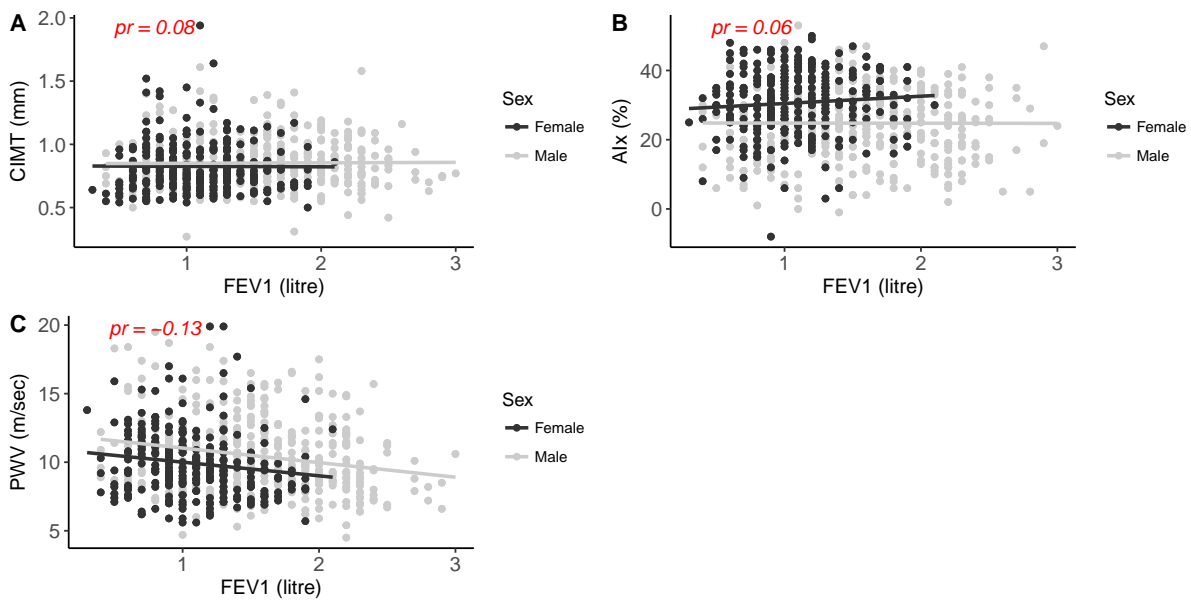 A
pr = 0.08
2.0
1.5
1.0
0.5
CIMT (mm)
1 2 3
FEV1 (litre)
Sex
Female
Male
B
pr = 0.06
40
20
0
AIx (%)
1 2 3
FEV1 (litre)
Sex
Female
Male
C
pr = −0.13
20
15
10
5
PWV (m/sec)
1 2 3
FEV1 (litre)
Sex
Female
Male